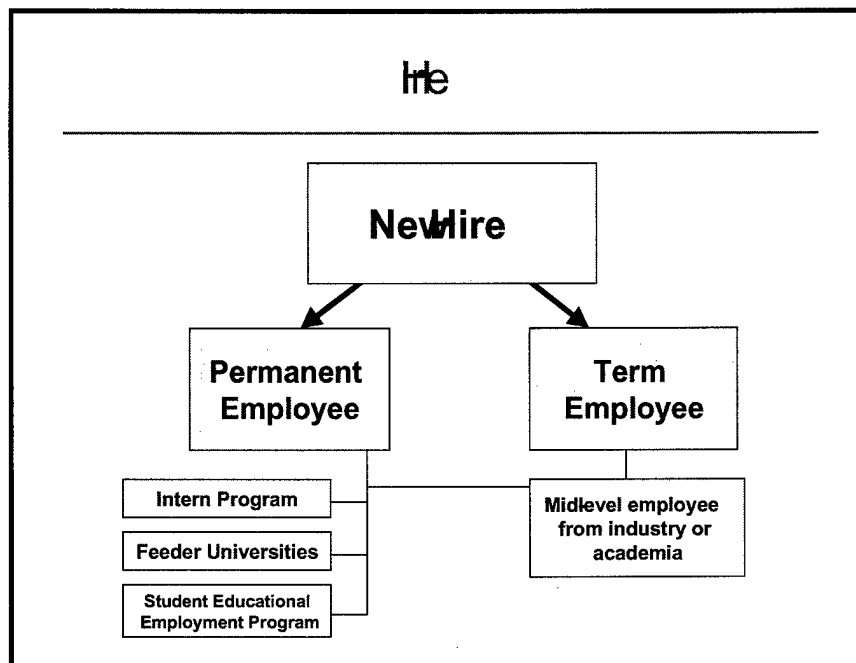 New Hire
Permanent
Employee
Term
Employee
Intern Program
Feeder Universities
Student Educational
Employment Program
Midlevel employee
from industry or
academia